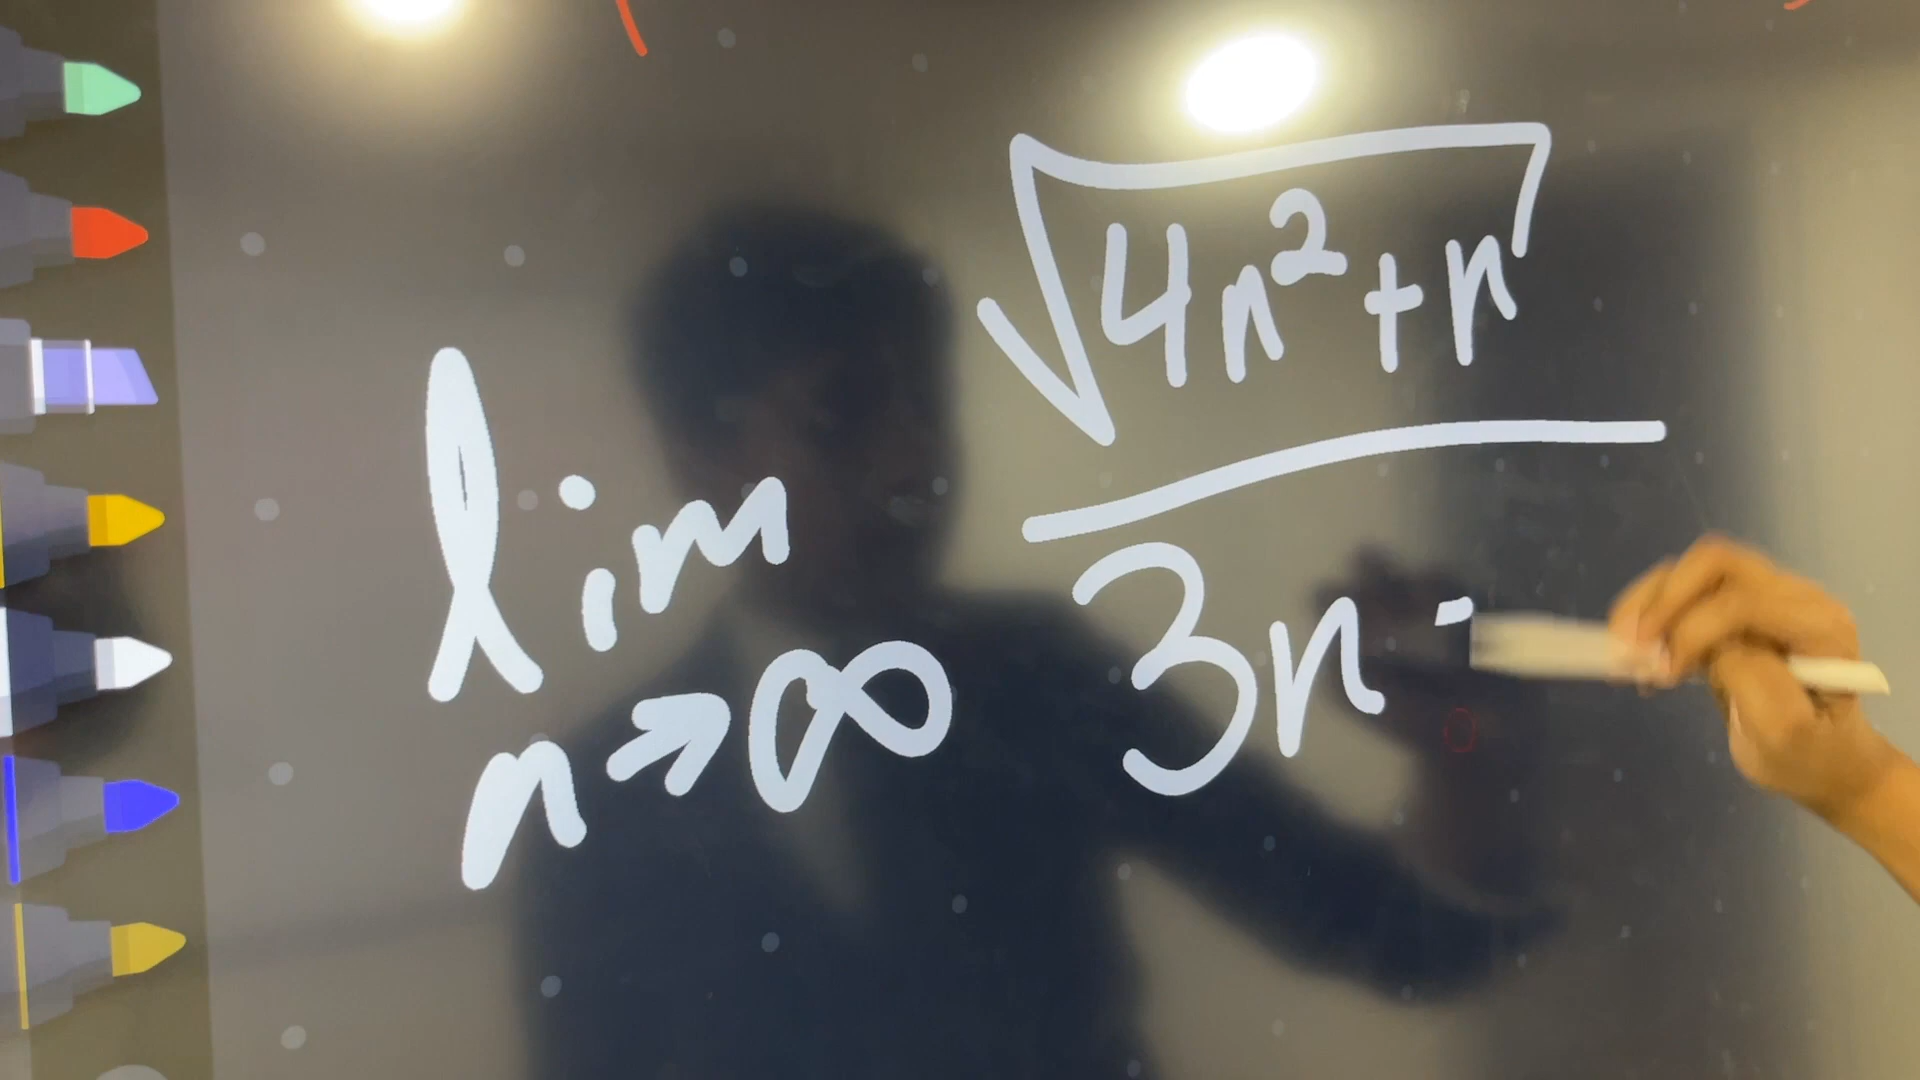 lim n→∞ √(4n²+n) / 3n -